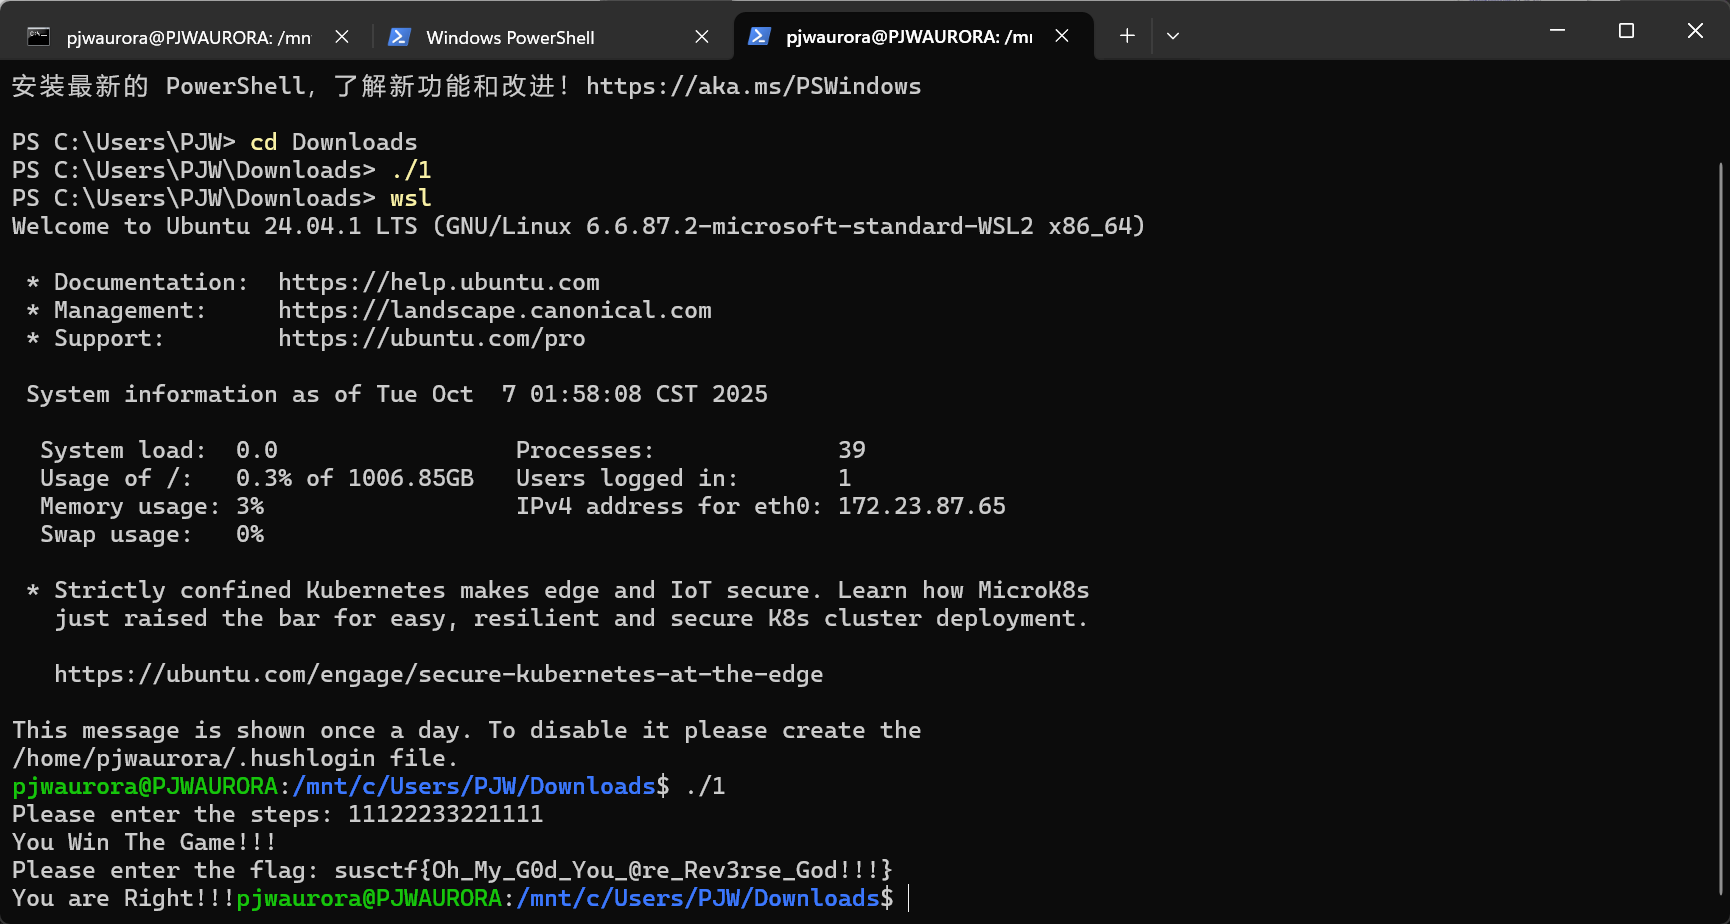 pjwaurora@PJWAURORA: /mn
Windows PowerShell
pjwaurora@PJWAURORA: /mn
安装最新的 PowerShell，了解新功能和改进！https://aka.ms/PSWindows
PS C:\Users\PJW> cd Downloads
PS C:\Users\PJW\Downloads> ./1
PS C:\Users\PJW\Downloads> wsl
Welcome to Ubuntu 24.04.1 LTS (GNU/Linux 6.6.87.2-microsoft-standard-WSL2 x86_64)
* Documentation:  https://help.ubuntu.com
* Management:     https://landscape.canonical.com
* Support:        https://ubuntu.com/pro
System information as of Tue Oct  7 01:58:08 CST 2025
System load:  0.0                 Processes:             39
Usage of /:   0.3% of 1006.85GB   Users logged in:       1
Memory usage: 3%                  IPv4 address for eth0: 172.23.87.65
Swap usage:   0%
* Strictly confined Kubernetes makes edge and IoT secure. Learn how MicroK8s
just raised the bar for easy, resilient and secure K8s cluster deployment.
https://ubuntu.com/engage/secure-kubernetes-at-the-edge
This message is shown once a day. To disable it please create the
/home/pjwaurora/.hushlogin file.
pjwaurora@PJWAURORA:/mnt/c/Users/PJW/Downloads$ ./1
Please enter the steps: 11122233221111
You Win The Game!!!
Please enter the flag: susctf{Oh_My_G0d_You_@re_Rev3rse_God!!!}
You are Right!!!pjwaurora@PJWAURORA:/mnt/c/Users/PJW/Downloads$